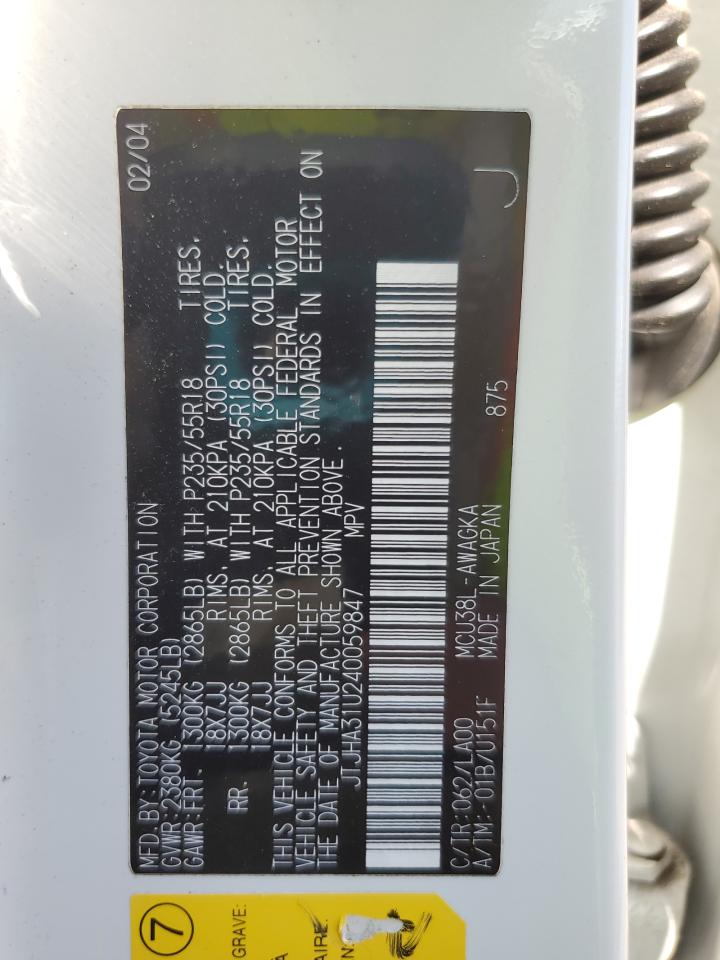 MFD.BY:TOYOTA MOTOR CORPORATION 02/04
GVWR:2380KG (5245LB)
GAWR:FRT. 1300KG (2865LB) WITH P235/55R18 TIRES,
18X7JJ RIMS, AT 210KPA (30PSI) COLD.
RR. 1300KG (2865LB) WITH P235/55R18 TIRES,
18X7JJ RIMS, AT 210KPA (30PSI) COLD.
THIS VEHICLE CONFORMS TO ALL APPLICABLE FEDERAL MOTOR
VEHICLE SAFETY AND THEFT PREVENTION STANDARDS IN EFFECT ON
THE DATE OF MANUFACTURE SHOWN ABOVE.
JTJHA31U240059847 MPV
C/TR:062/LA00 MCU38L-AWAGKA 875
A/TM:-01B/U151F MADE IN JAPAN J
7
GRAVE:
AIRE